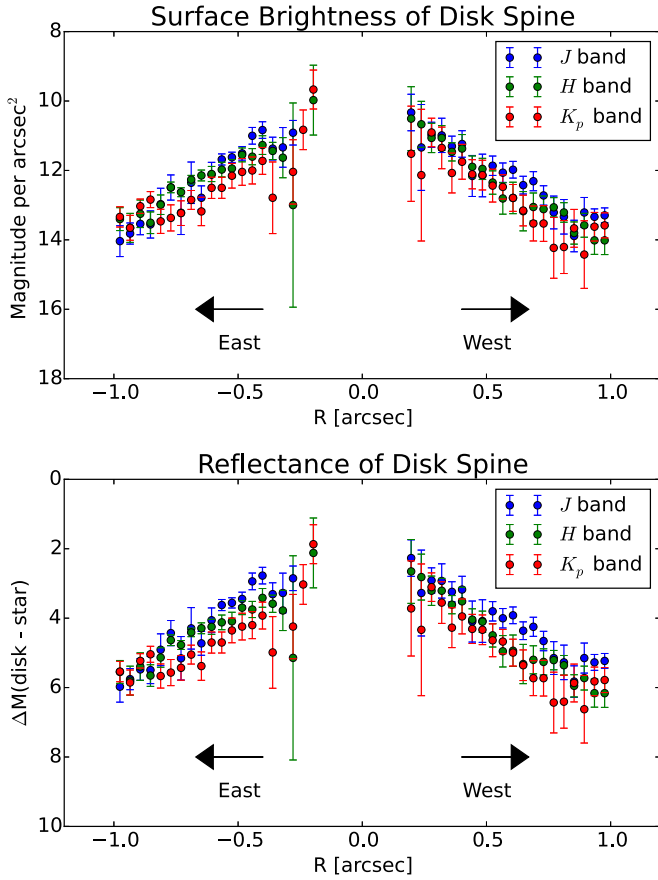 Surface Brightness of Disk Spine
Magnitude per arcsec²
8
10
12
14
16
18
J band
H band
Kₚ band
East
West
−1.0 −0.5 0.0 0.5 1.0
R [arcsec]
Reflectance of Disk Spine
ΔM(disk - star)
0
2
4
6
8
10
J band
H band
Kₚ band
East
West
−1.0 −0.5 0.0 0.5 1.0
R [arcsec]